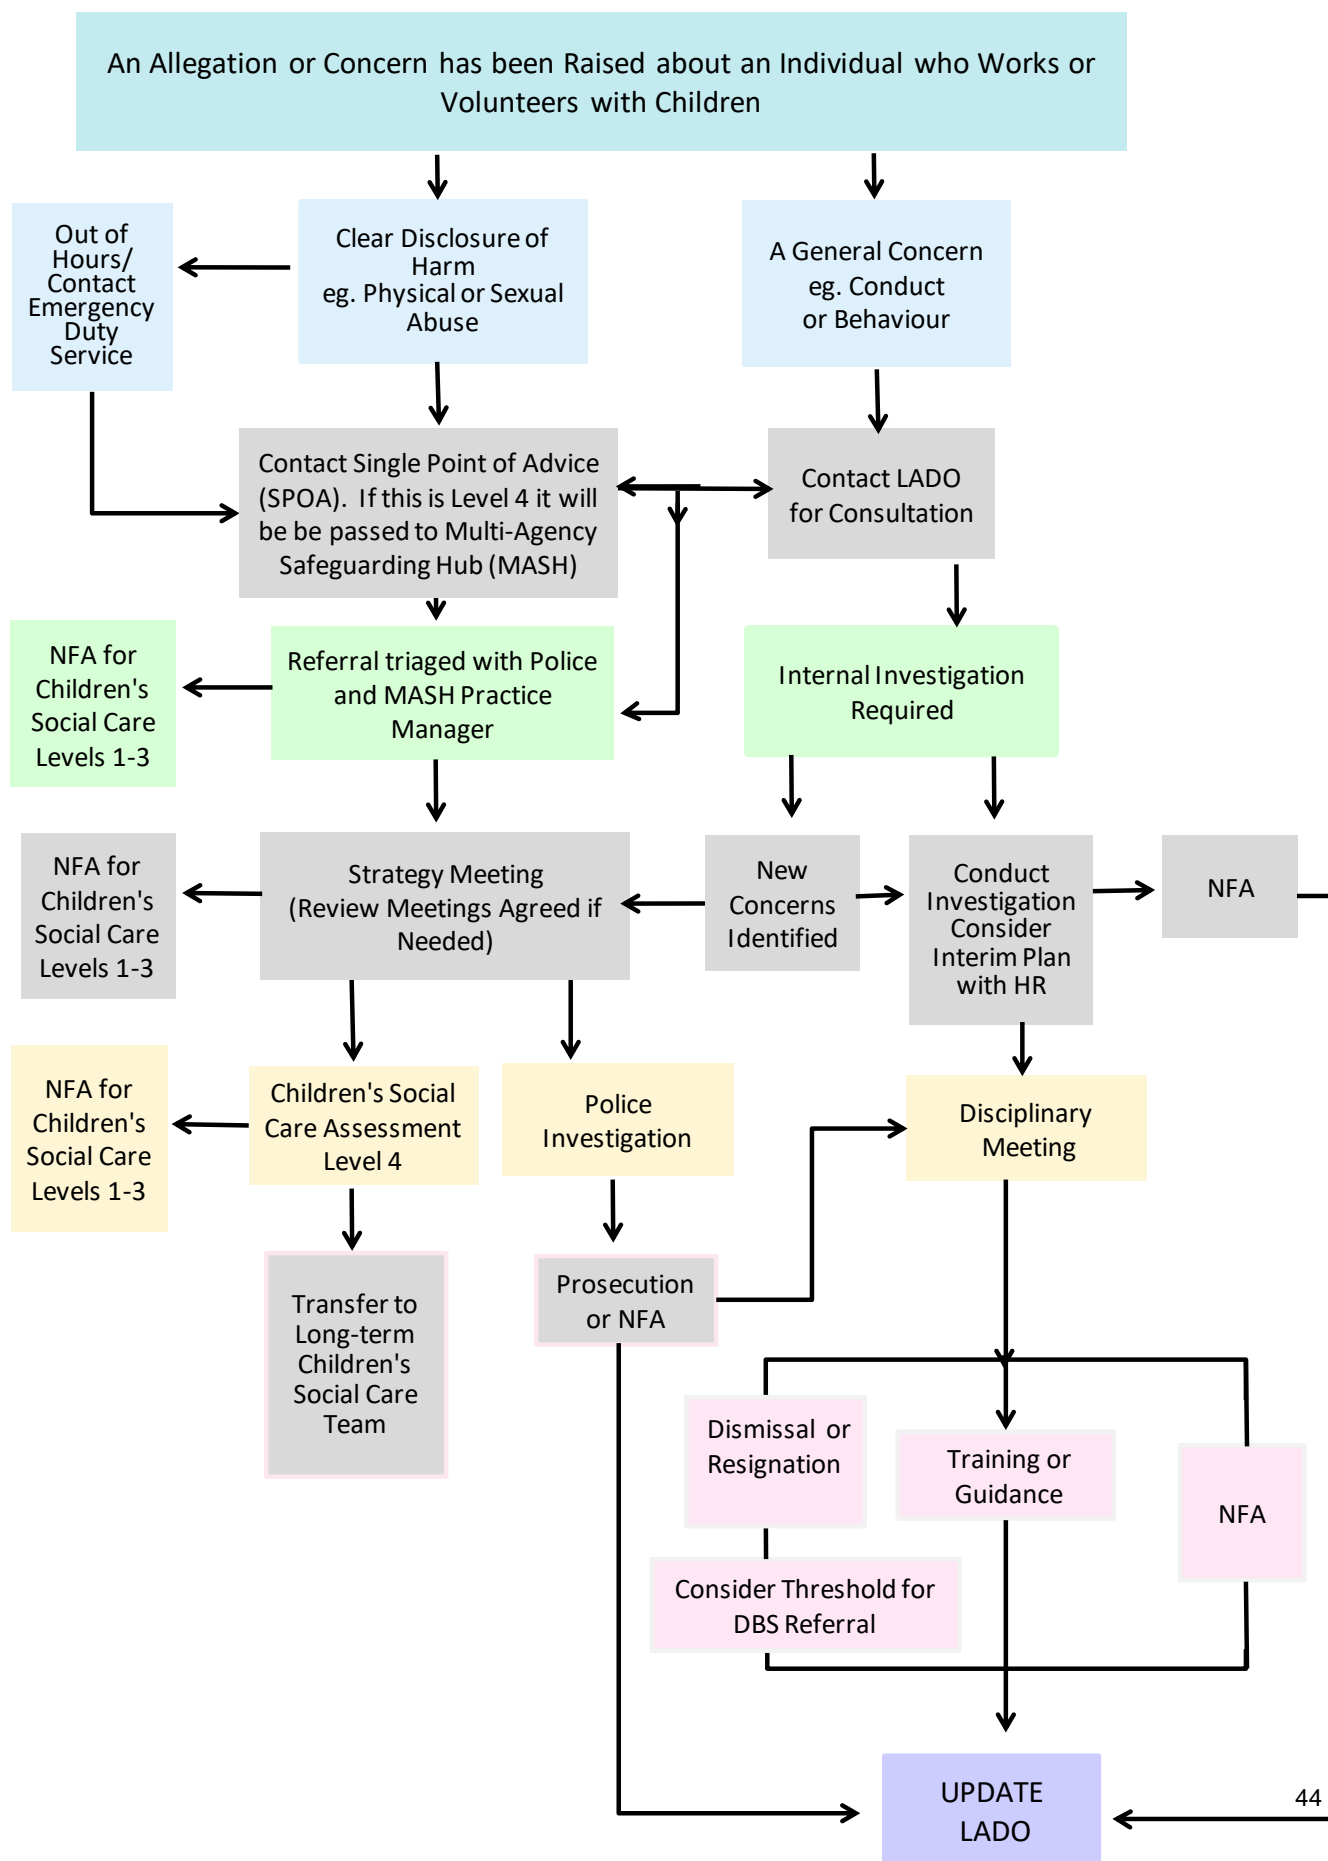 An Allegation or Concern has been Raised about an Individual who Works or
Volunteers with Children
Out of
Hours/
Contact
Emergency
Duty
Service
Clear Disclosure of
Harm
eg. Physical or Sexual
Abuse
A General Concern
eg. Conduct
or Behaviour
Contact Single Point of Advice
(SPOA). If this is Level 4 it will
be be passed to Multi-Agency
Safeguarding Hub (MASH)
Contact LADO
for Consultation
NFA for
Children's
Social Care
Levels 1-3
Referral triaged with Police
and MASH Practice
Manager
Internal Investigation
Required
NFA for
Children's
Social Care
Levels 1-3
Strategy Meeting
(Review Meetings Agreed if
Needed)
New
Concerns
Identified
Conduct
Investigation
Consider
Interim Plan
with HR
NFA
NFA for
Children's
Social Care
Levels 1-3
Children's Social
Care Assessment
Level 4
Police
Investigation
Disciplinary
Meeting
Transfer to
Long-term
Children's
Social Care
Team
Prosecution
or NFA
Dismissal or
Resignation
Training or
Guidance
NFA
Consider Threshold for
DBS Referral
UPDATE
LADO
44